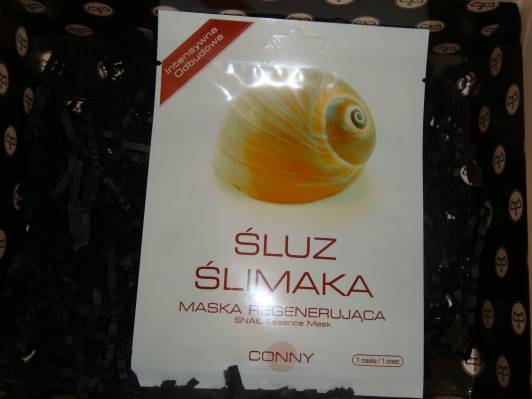 Intensywna
Odbudowa
ŚLUZ
ŚLIMAKA
MASKA REGENERUJĄCA
SNAIL Essence Mask
CONNY
1 maska / 1 sheet